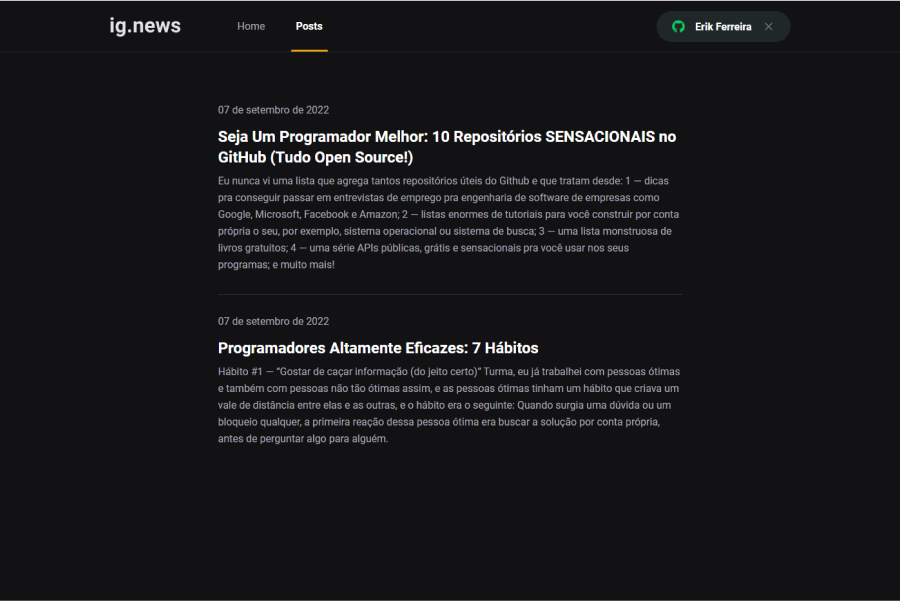 ig.news
Home
Posts
Erik Ferreira
07 de setembro de 2022
Seja Um Programador Melhor: 10 Repositórios SENSACIONAIS no
GitHub (Tudo Open Source!)
Eu nunca vi uma lista que agrega tantos repositórios úteis do Github e que tratam desde: 1 — dicas
pra conseguir passar em entrevistas de emprego pra engenharia de software de empresas como
Google, Microsoft, Facebook e Amazon; 2 — listas enormes de tutoriais para você construir por conta
própria o seu, por exemplo, sistema operacional ou sistema de busca; 3 — uma lista monstruosa de
livros gratuitos; 4 — uma série APIs públicas, grátis e sensacionais pra você usar nos seus
programas; e muito mais!
07 de setembro de 2022
Programadores Altamente Eficazes: 7 Hábitos
Hábito #1 — “Gostar de caçar informação (do jeito certo)” Turma, eu já trabalhei com pessoas ótimas
e também com pessoas não tão ótimas assim, e as pessoas ótimas tinham um hábito que criava um
vale de distância entre elas e as outras, e o hábito era o seguinte: Quando surgia uma dúvida ou um
bloqueio qualquer, a primeira reação dessa pessoa ótima era buscar a solução por conta própria,
antes de perguntar algo para alguém.